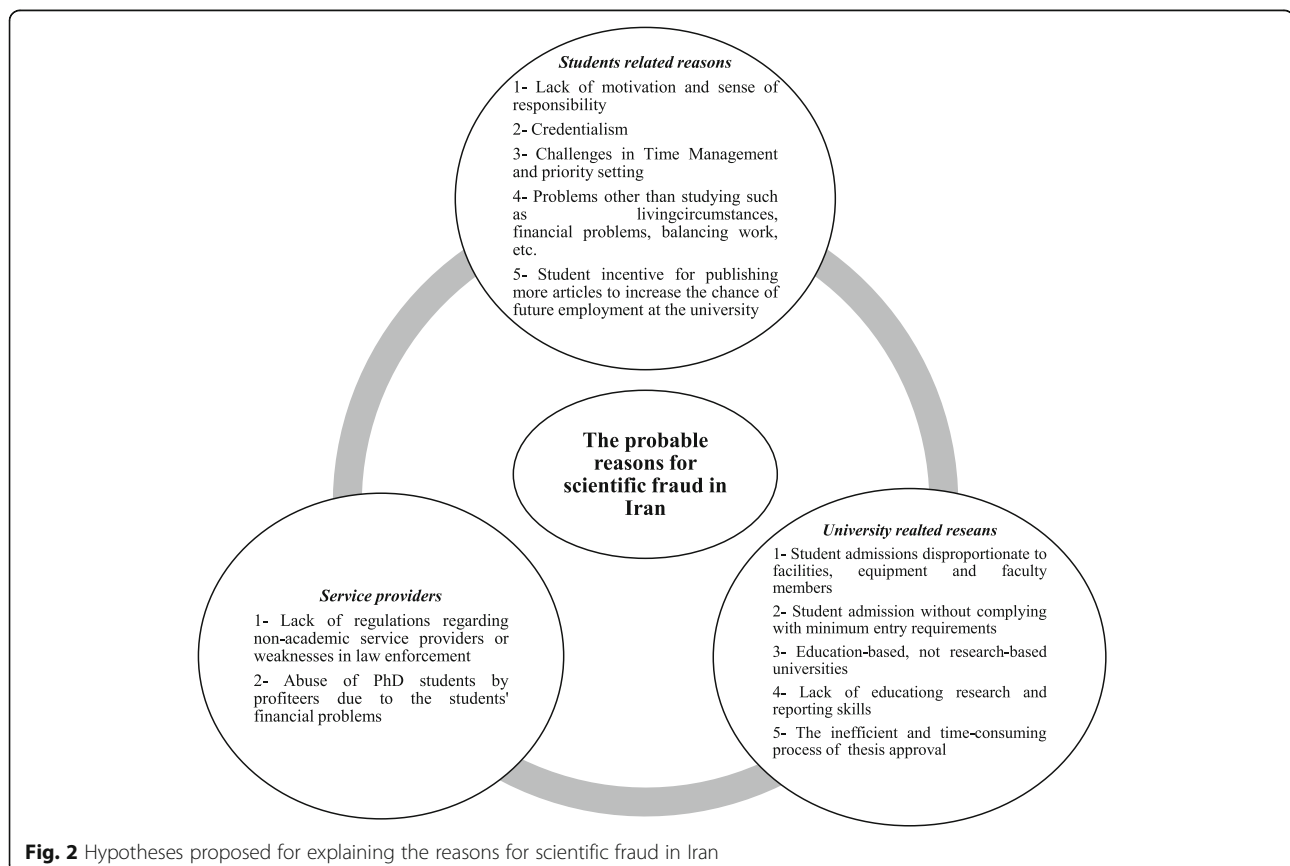 Students related reasons
1- Lack of motivation and sense of
responsibility
2- Credentialism
3- Challenges in Time Management
and priority setting
4- Problems other than studying such
as livingcircumstances,
financial problems, balancing work,
etc.
5- Student incentive for publishing
more articles to increase the chance of
future employment at the university
The probable
reasons for
scientific fraud in
Iran
Service providers
1- Lack of regulations regarding
non-academic service providers or
weaknesses in law enforcement
2- Abuse of PhD students by
profiteers due to the students'
financial problems
University realted reseans
1- Student admissions disproportionate to
facilities, equipment and faculty
members
2- Student admission without complying
with minimum entry requirements
3- Education-based, not research-based
universities
4- Lack of educationg research and
reporting skills
5- The inefficient and time-consuming
process of thesis approval
Fig. 2 Hypotheses proposed for explaining the reasons for scientific fraud in Iran